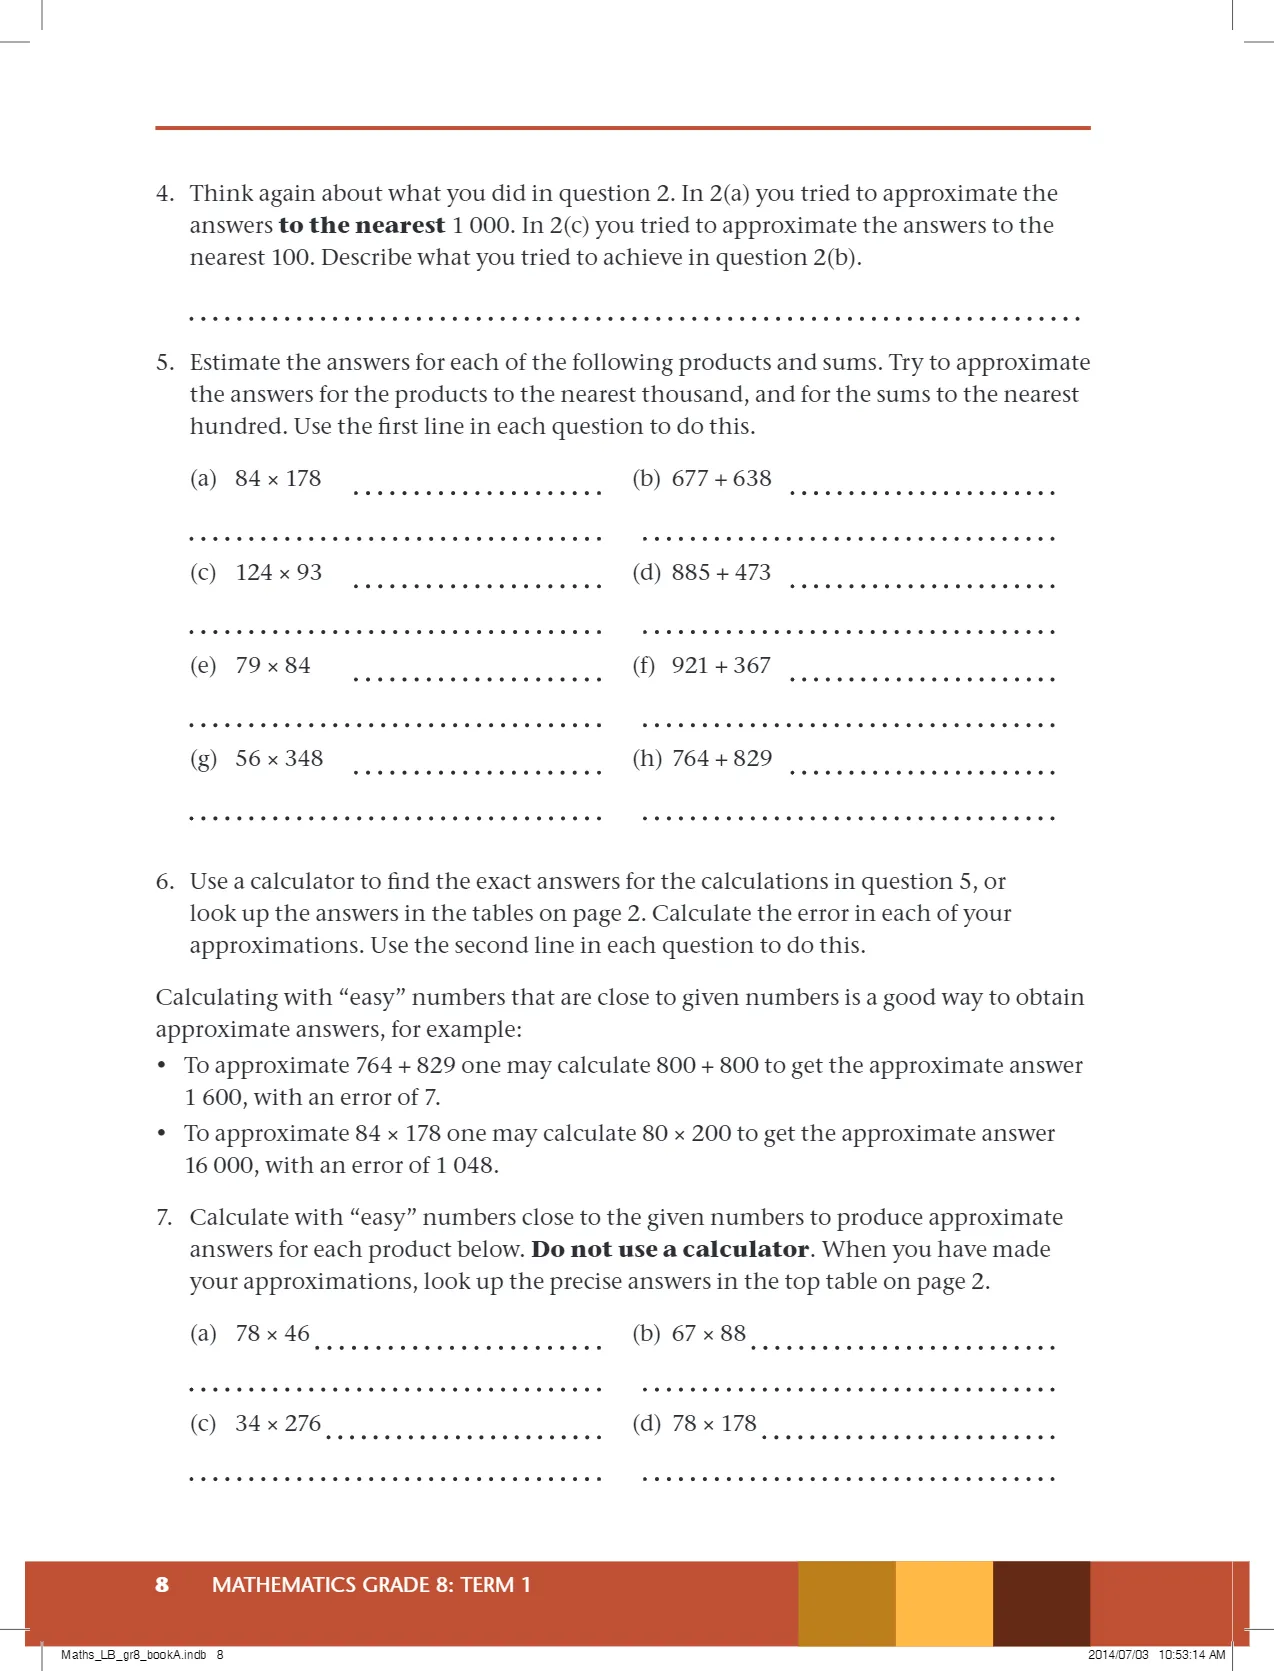 4. Think again about what you did in question 2. In 2(a) you tried to approximate the
answers to the nearest 1 000. In 2(c) you tried to approximate the answers to the
nearest 100. Describe what you tried to achieve in question 2(b).
5. Estimate the answers for each of the following products and sums. Try to approximate
the answers for the products to the nearest thousand, and for the sums to the nearest
hundred. Use the first line in each question to do this.
(a) 84 × 178 (b) 677 + 638
(c) 124 × 93 (d) 885 + 473
(e) 79 × 84 (f) 921 + 367
(g) 56 × 348 (h) 764 + 829
6. Use a calculator to find the exact answers for the calculations in question 5, or
look up the answers in the tables on page 2. Calculate the error in each of your
approximations. Use the second line in each question to do this.
Calculating with “easy” numbers that are close to given numbers is a good way to obtain
approximate answers, for example:
• To approximate 764 + 829 one may calculate 800 + 800 to get the approximate answer
1 600, with an error of 7.
• To approximate 84 × 178 one may calculate 80 × 200 to get the approximate answer
16 000, with an error of 1 048.
7. Calculate with “easy” numbers close to the given numbers to produce approximate
answers for each product below. Do not use a calculator. When you have made
your approximations, look up the precise answers in the top table on page 2.
(a) 78 × 46 (b) 67 × 88
(c) 34 × 276 (d) 78 × 178
8 MATHEMATICS GRADE 8: TERM 1
Maths_LB_gr8_bookA.indb 8 2014/07/03 10:53:14 AM